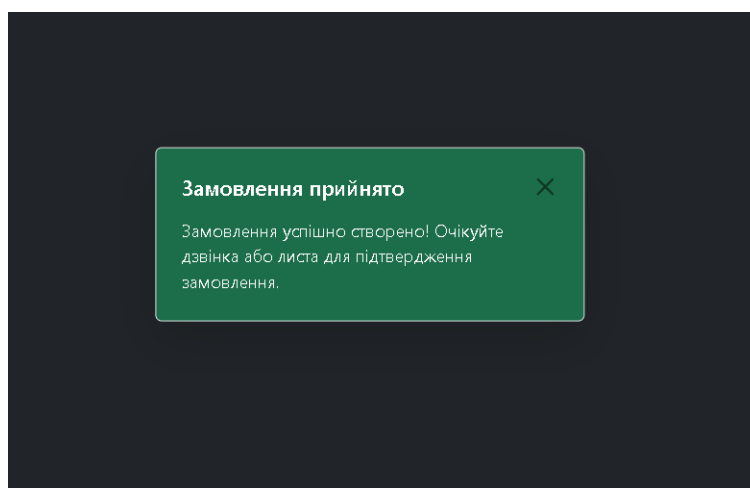 Замовлення прийнято
Замовлення успішно створено! Очікуйте
дзвінка або листа для підтвердження
замовлення.